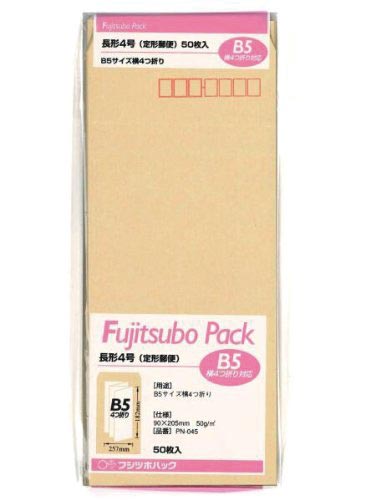 Fujitsubo Pack
長形4号（定形郵便）50枚入
B5サイズ横4つ折り
B5
横4つ折り対応
Fujitsubo Pack
長形4号（定形郵便）
B5
横4つ折り対応
B5
4つ折り
182mm
257mm
[用途]
B5サイズ横4つ折り
[仕様]
90×205mm 50g/㎡
[品番] PN-045
50枚入
フジツボパック